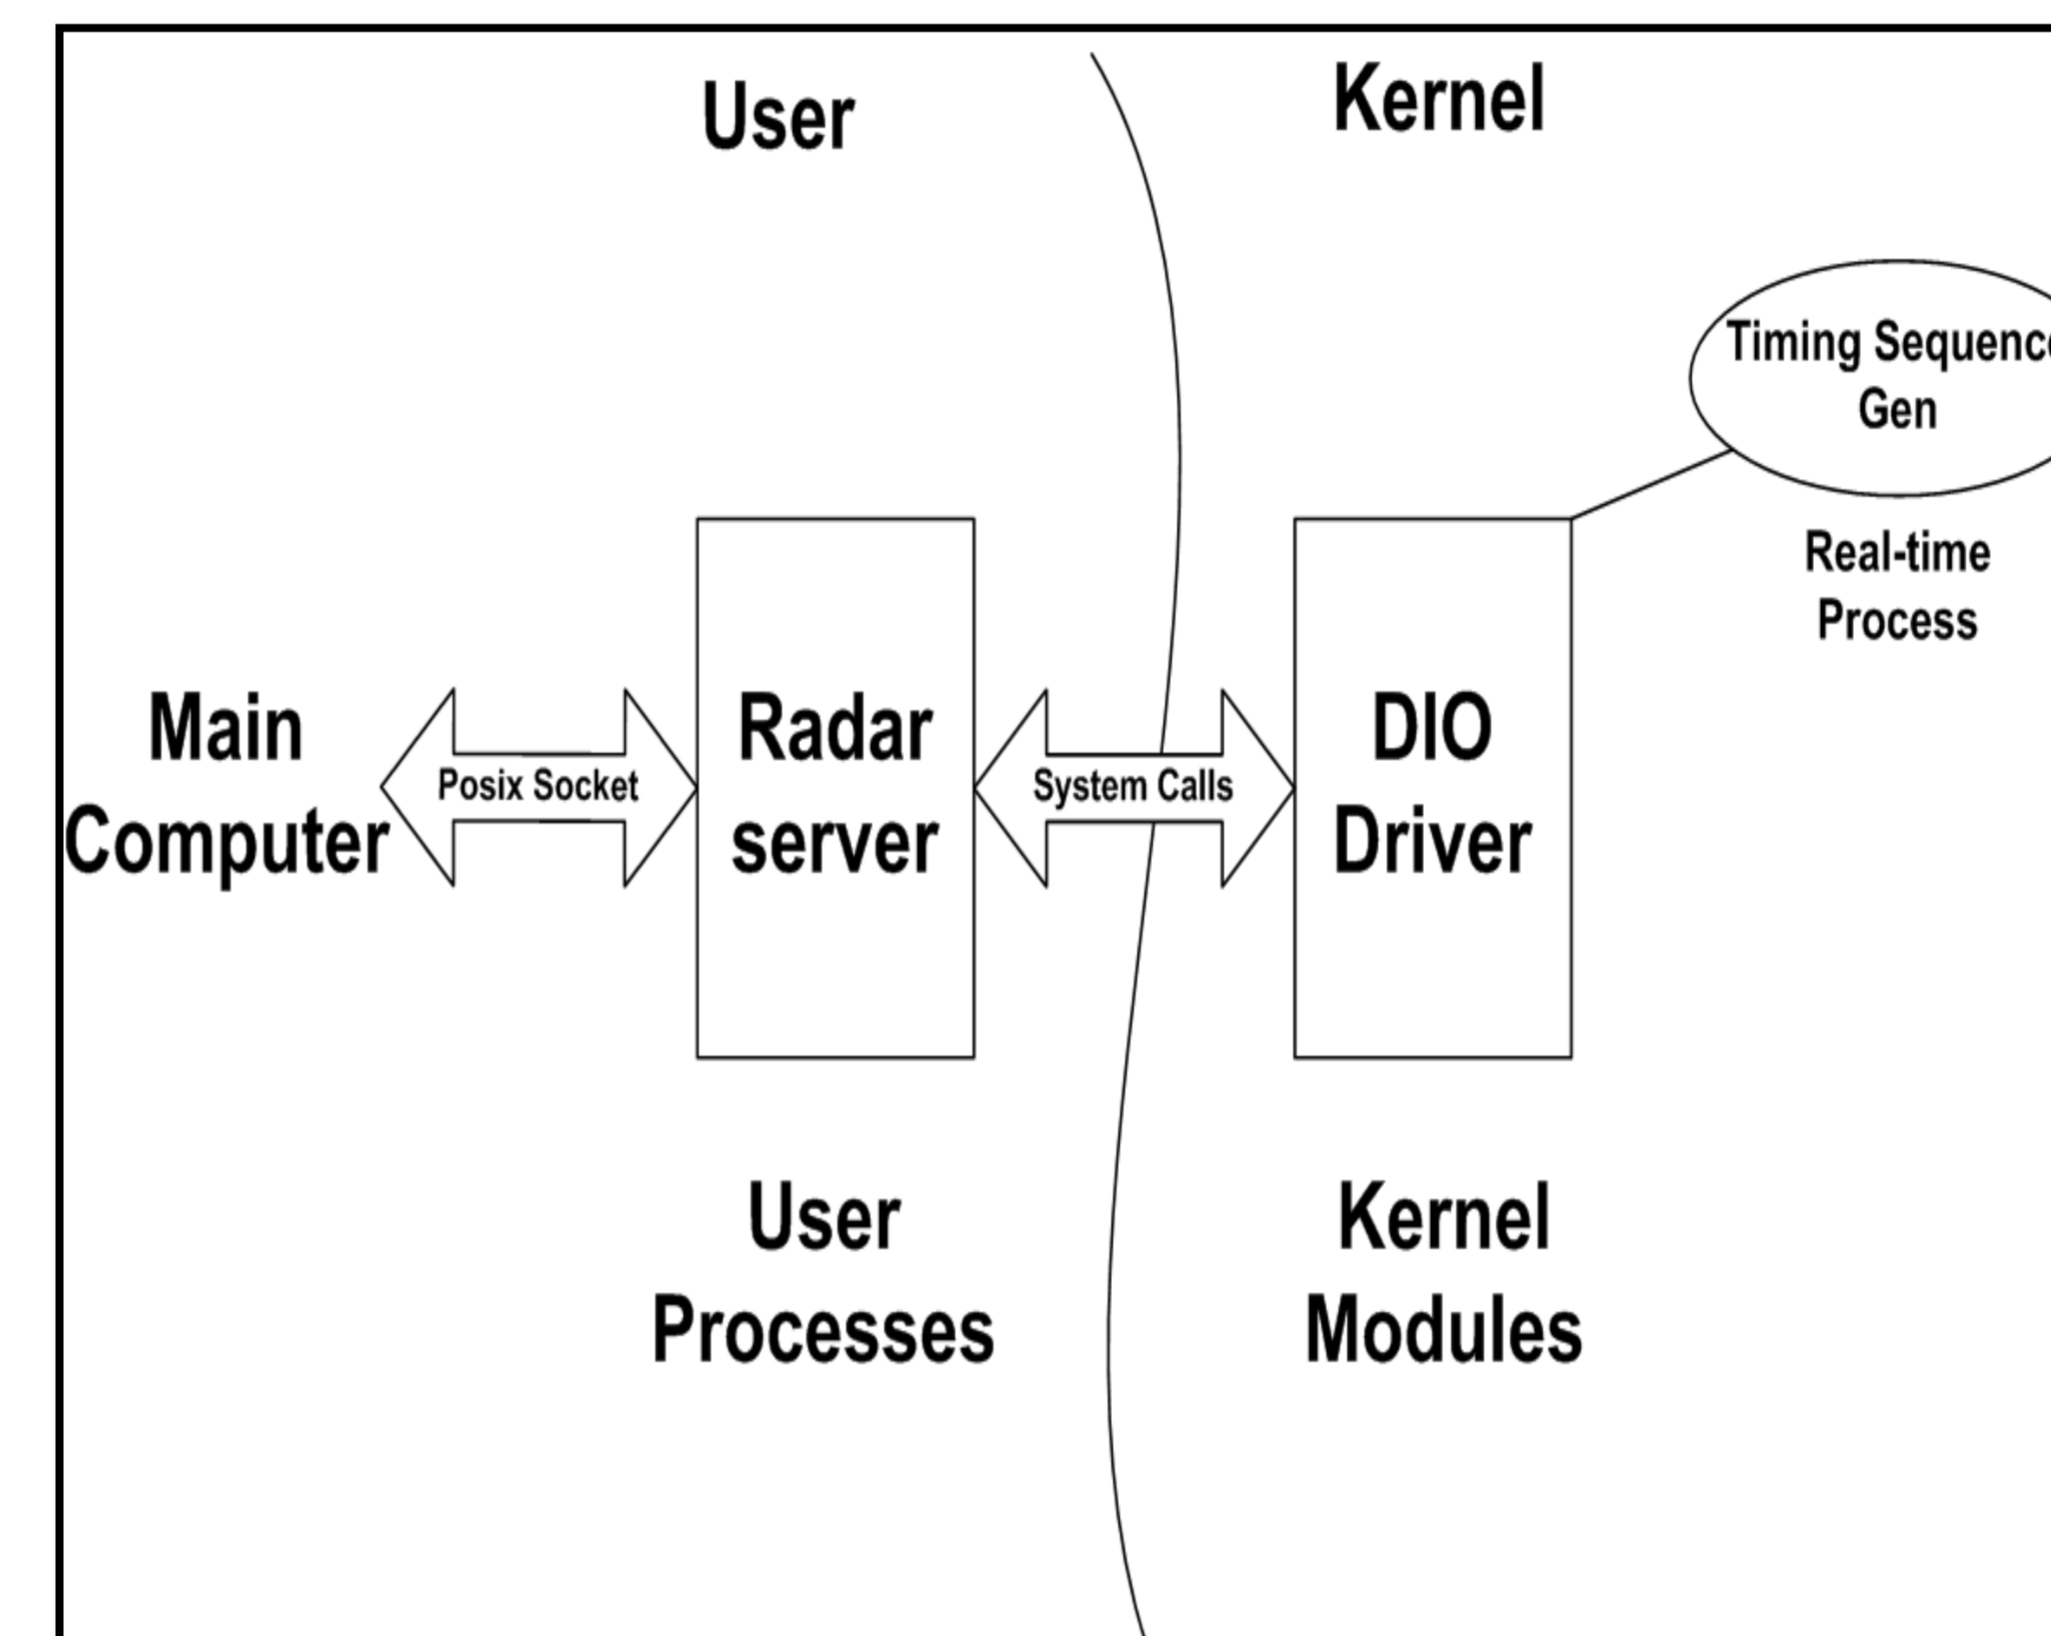 User
Kernel
Timing Sequence
Gen
Real-time
Process
Main
Computer
Posix Socket
Radar
server
System Calls
DIO
Driver
User
Processes
Kernel
Modules